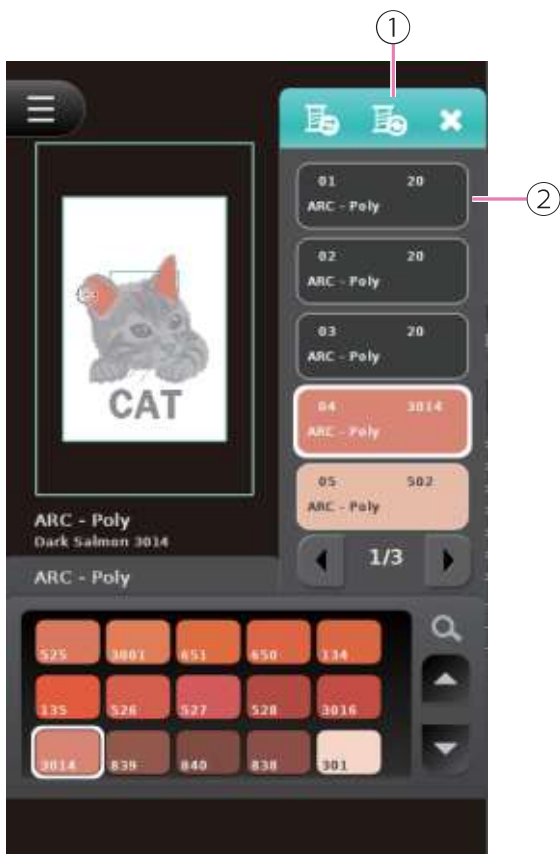 1
2
01 20
ARC - Poly
02 20
ARC - Poly
03 20
ARC - Poly
04 3014
ARC - Poly
05 502
ARC - Poly
1/3
CAT
ARC - Poly
Dark Salmon 3014
ARC - Poly
525 3001 651 650 134
135 526 527 528 3016
3014 839 840 838 301